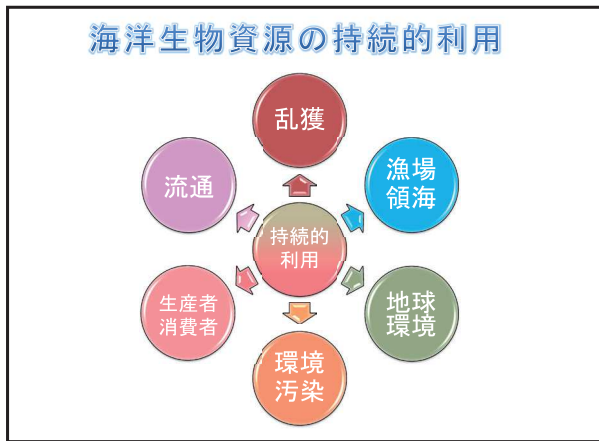 海洋生物資源の持続的利用
乱獲
漁場
領海
地球
環境
環境
汚染
生産者
消費者
流通
持続的
利用